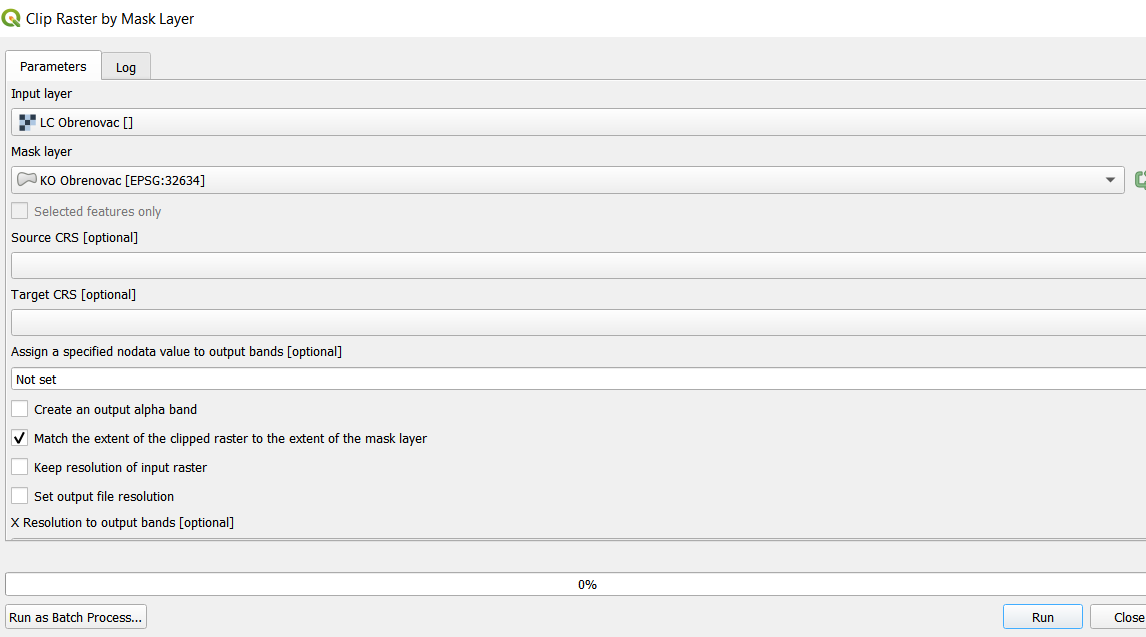 Clip Raster by Mask Layer
Parameters
Log
Input layer
LC Obrenovac []
Mask layer
KO Obrenovac [EPSG:32634]
Selected features only
Source CRS [optional]
Target CRS [optional]
Assign a specified nodata value to output bands [optional]
Not set
Create an output alpha band
Match the extent of the clipped raster to the extent of the mask layer
Keep resolution of input raster
Set output file resolution
X Resolution to output bands [optional]
0%
Run as Batch Process...
Run
Close